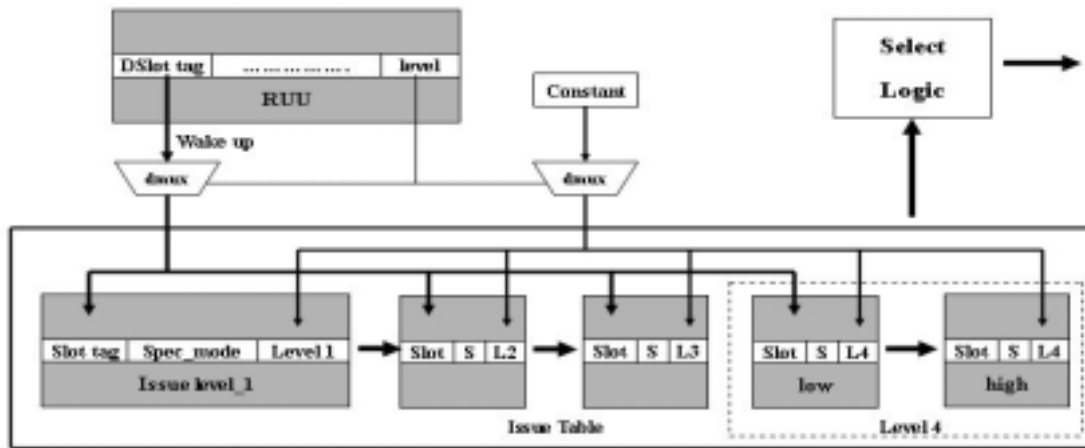 DSlot tag ................ level
RUU
Wake up
Constant
Select
Logic
dmux
dmux
Slot tag Spec_mode Level 1
Issue level_1
Slot S L2
Slot S L3
Slot S L4
low
Slot S L4
high
Issue Table
Level 4